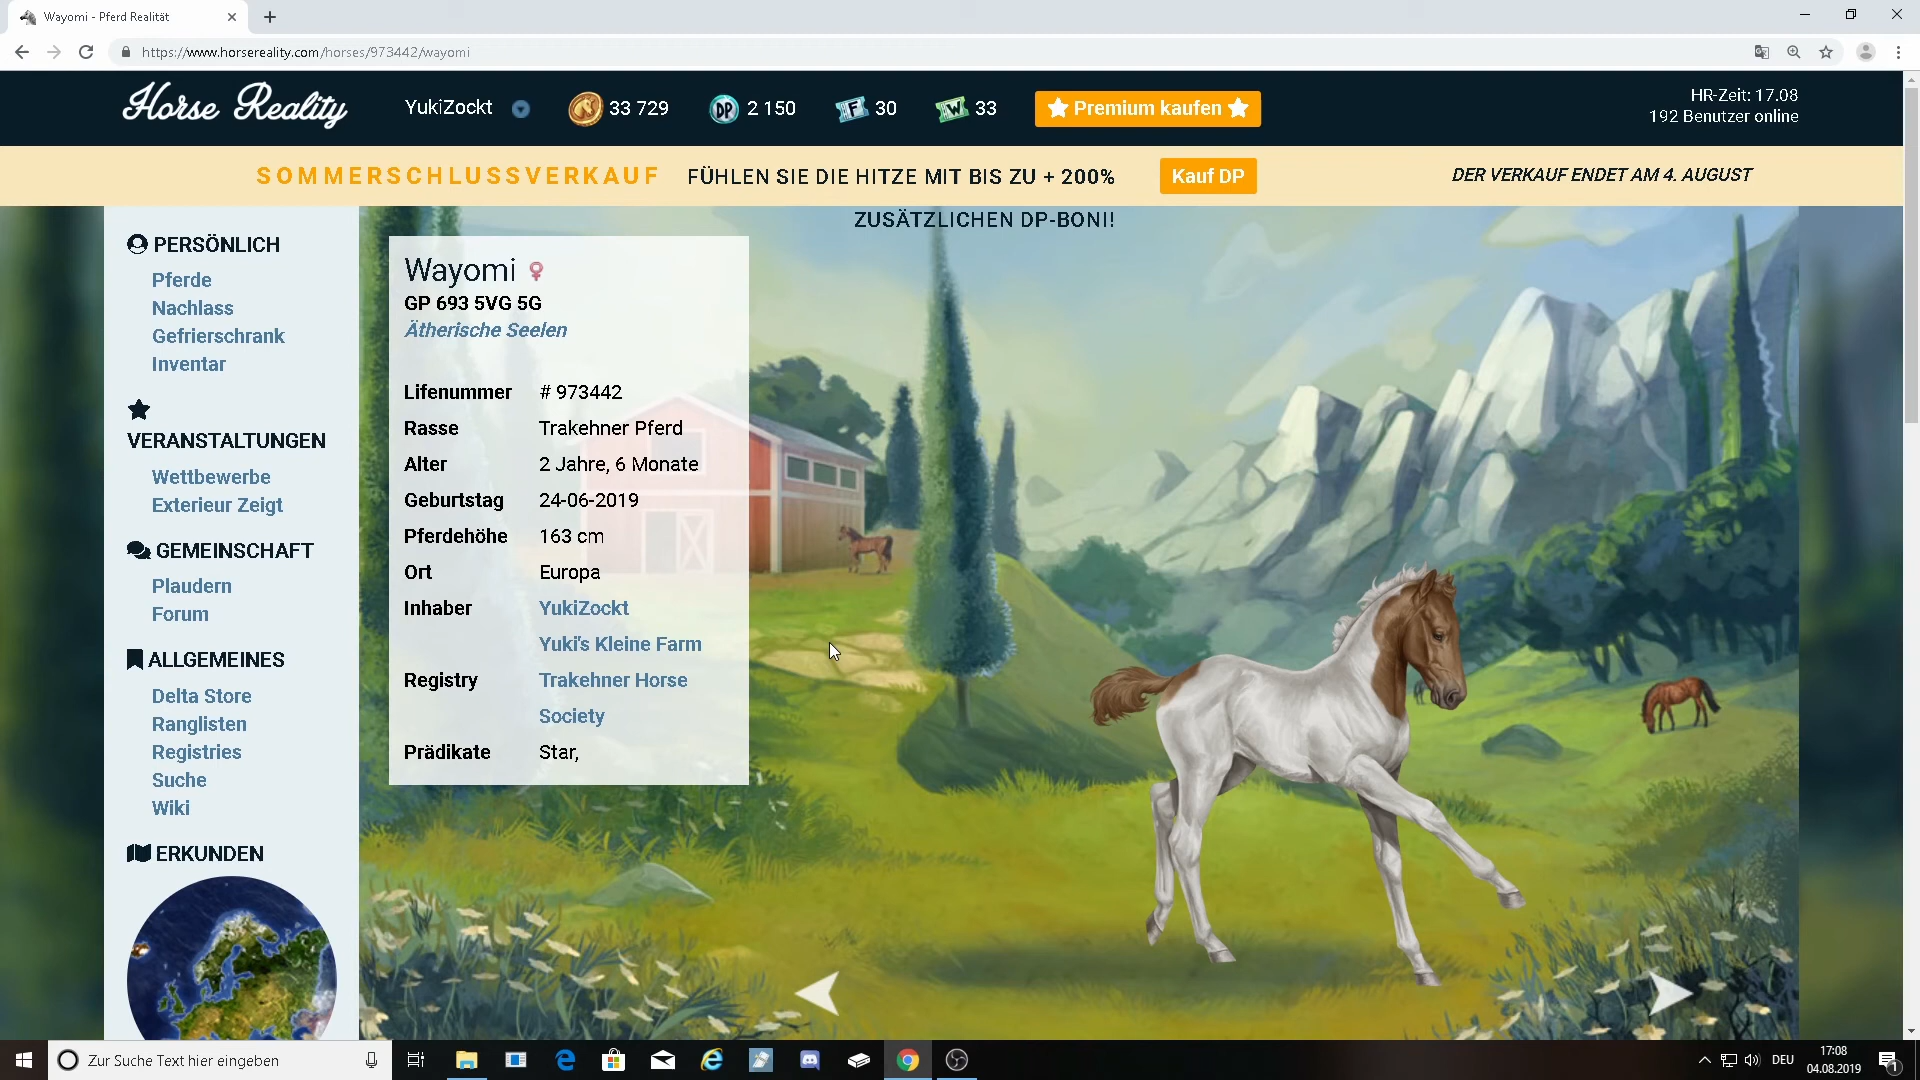 Wayomi - Pferd Realität
https://www.horsereality.com/horses/973442/wayomi
Horse Reality
YukiZockt
33 729
DP
2 150
F
30
W
33
Premium kaufen
HR-Zeit: 17.08
192 Benutzer online
SOMMERSCHLUSSVERKAUF
FÜHLEN SIE DIE HITZE MIT BIS ZU + 200%
ZUSÄTZLICHEN DP-BONI!
Kauf DP
DER VERKAUF ENDET AM 4. AUGUST
PERSÖNLICH
Pferde
Nachlass
Gefrierschrank
Inventar
VERANSTALTUNGEN
Wettbewerbe
Exterieur Zeigt
GEMEINSCHAFT
Plaudern
Forum
ALLGEMEINES
Delta Store
Ranglisten
Registries
Suche
Wiki
ERKUNDEN
Wayomi
GP 693 5VG 5G
Ätherische Seelen
Lifenummer # 973442
Rasse Trakehner Pferd
Alter 2 Jahre, 6 Monate
Geburtstag 24-06-2019
Pferdehöhe 163 cm
Ort Europa
Inhaber YukiZockt
Yuki's Kleine Farm
Registry Trakehner Horse
Society
Prädikate Star,
Zur Suche Text hier eingeben
DEU
17:08
04.08.2019
1